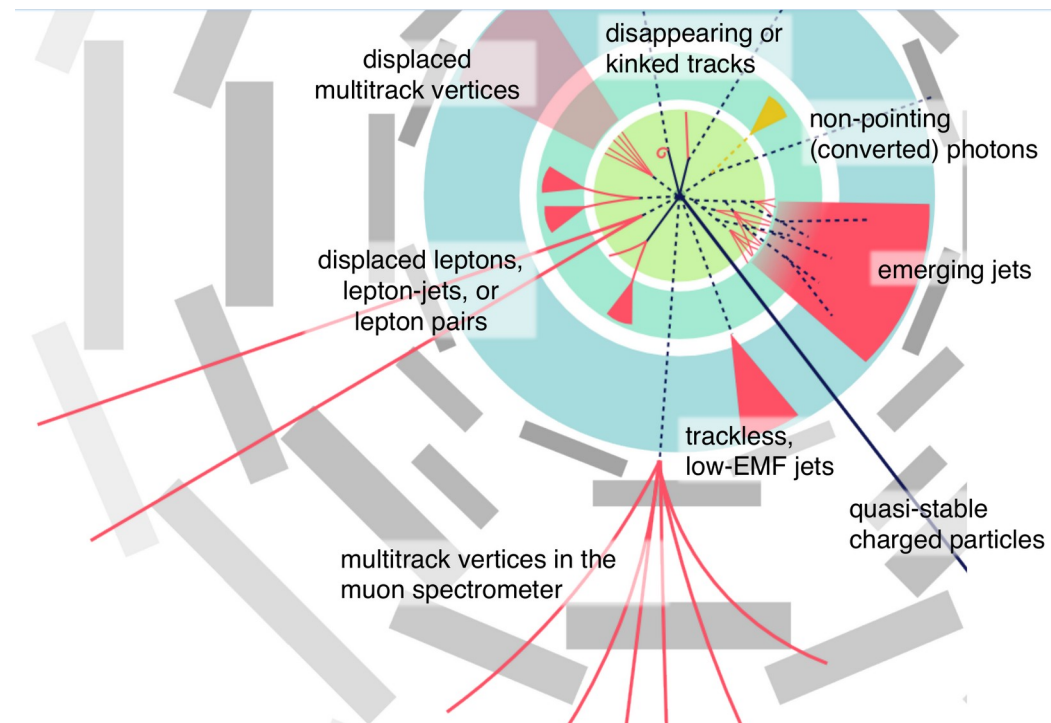 displaced
multitrack vertices
disappearing or
kinked tracks
non-pointing
(converted) photons
displaced leptons,
lepton-jets, or
lepton pairs
emerging jets
trackless,
low-EMF jets
quasi-stable
charged particles
multitrack vertices in the
muon spectrometer